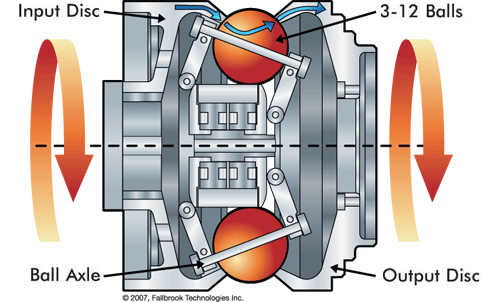 Input Disc
3-12 Balls
Ball Axle
Output Disc
© 2007, Fallbrook Technologies Inc.